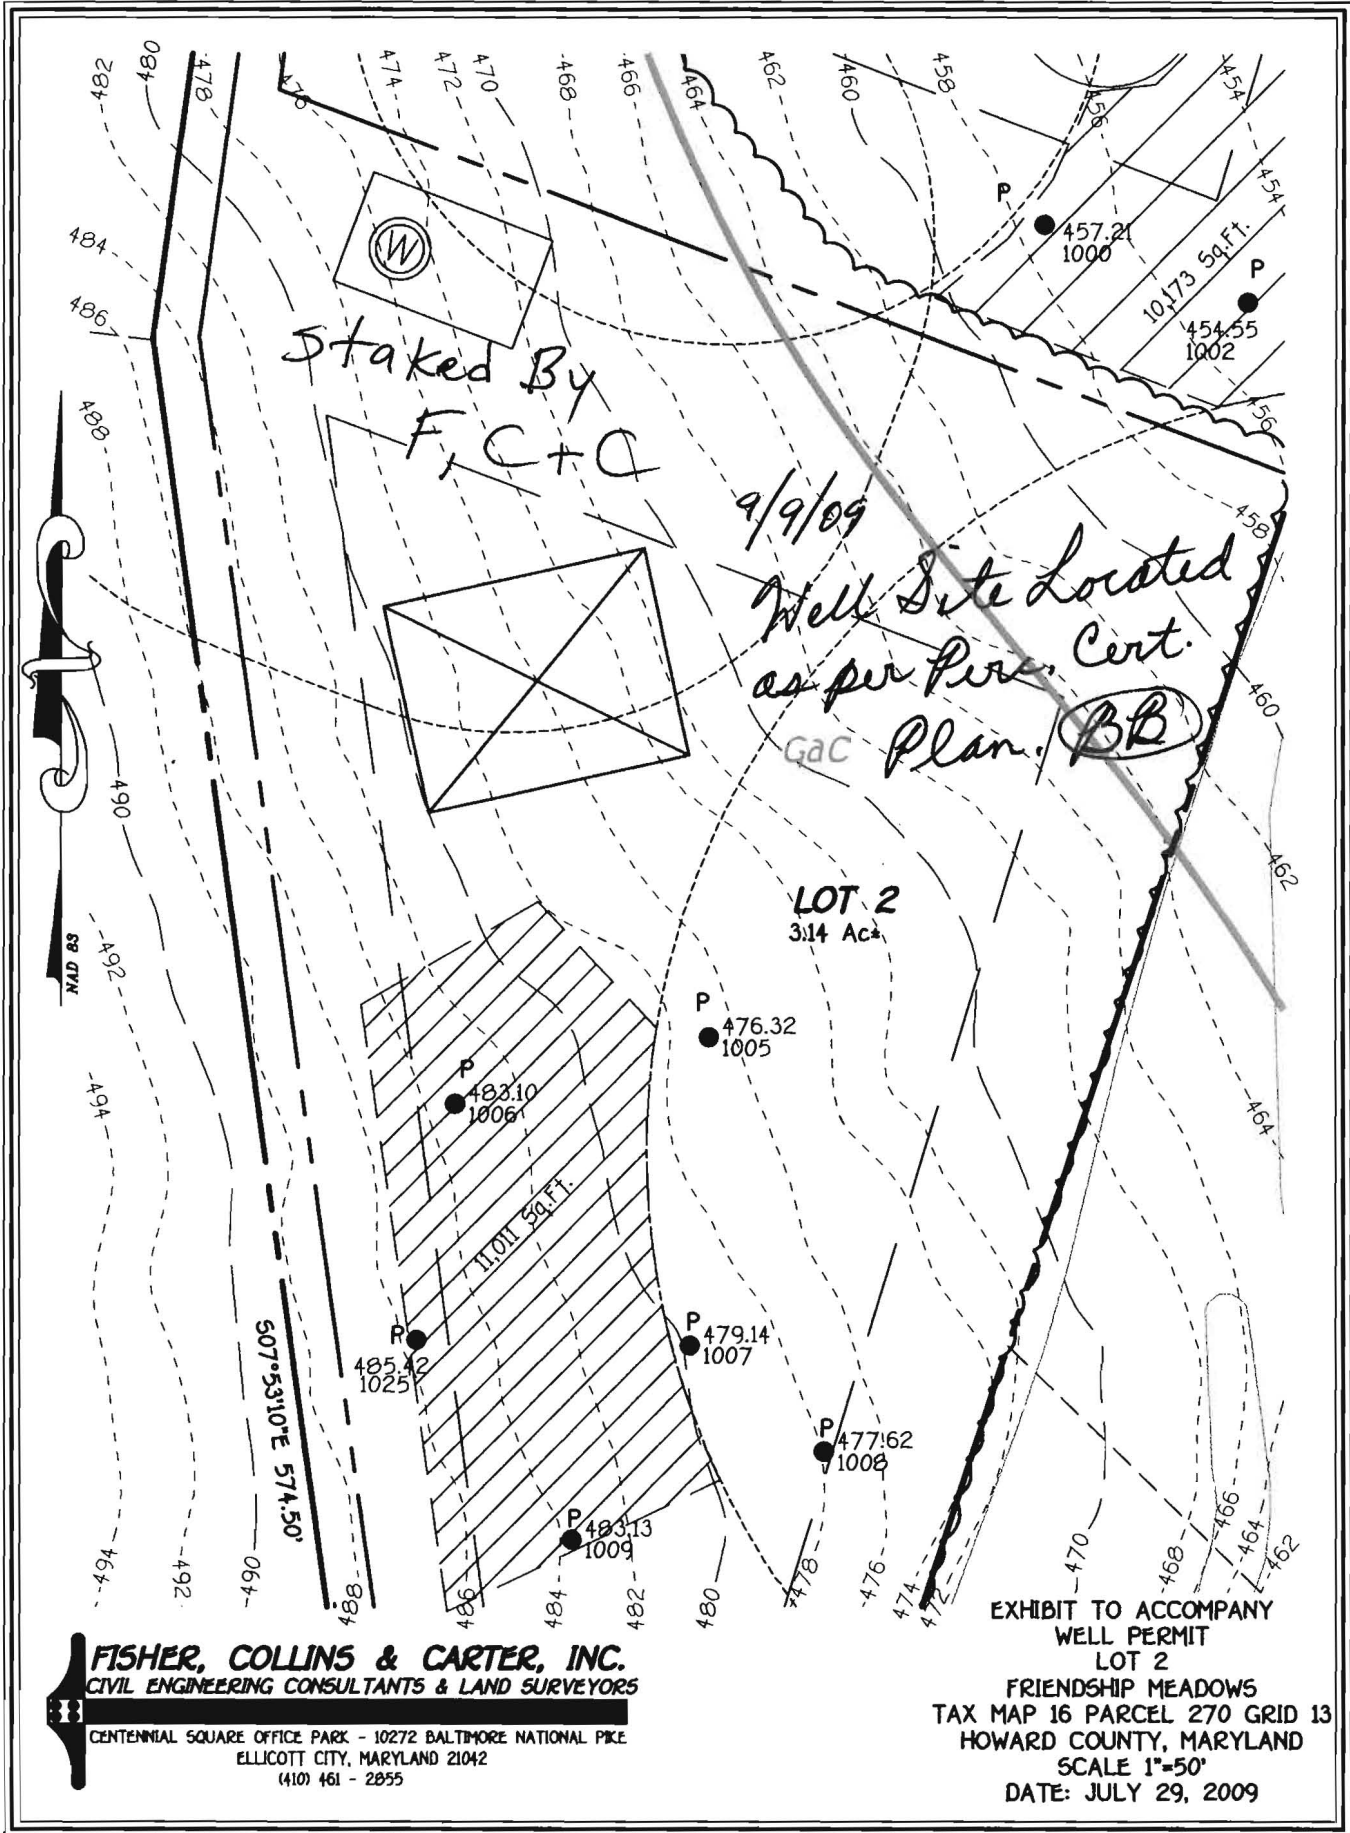 482
480
478
476
474
472
470
468
466
464
462
460
458
456
454
454
P
457.21
1000
10,173 Sq.Ft.
P
454.55
1002
456
484
486
488
W
Staked By
F, C + C
9/9/09
Well Site Located
as per Perc. Cert.
Plan. BB
458
460
462
464
GaC
490
492
494
NAD 83
LOT 2
3.14 Ac±
P
476.32
1005
P
483.10
1006
11,011 Sq.Ft.
P
485.42
1025
P
479.14
1007
P
477.62
1008
P
483.13
1009
S07°53'10"E 574.50'
494
492
490
488
486
484
482
480
478
476
474
472
470
468
466
464
462
FISHER, COLLINS & CARTER, INC.
CIVIL ENGINEERING CONSULTANTS & LAND SURVEYORS
CENTENNIAL SQUARE OFFICE PARK - 10272 BALTIMORE NATIONAL PIKE
ELLICOTT CITY, MARYLAND 21042
(410) 461 - 2855
EXHIBIT TO ACCOMPANY
WELL PERMIT
LOT 2
FRIENDSHIP MEADOWS
TAX MAP 16 PARCEL 270 GRID 13
HOWARD COUNTY, MARYLAND
SCALE 1"=50'
DATE: JULY 29, 2009